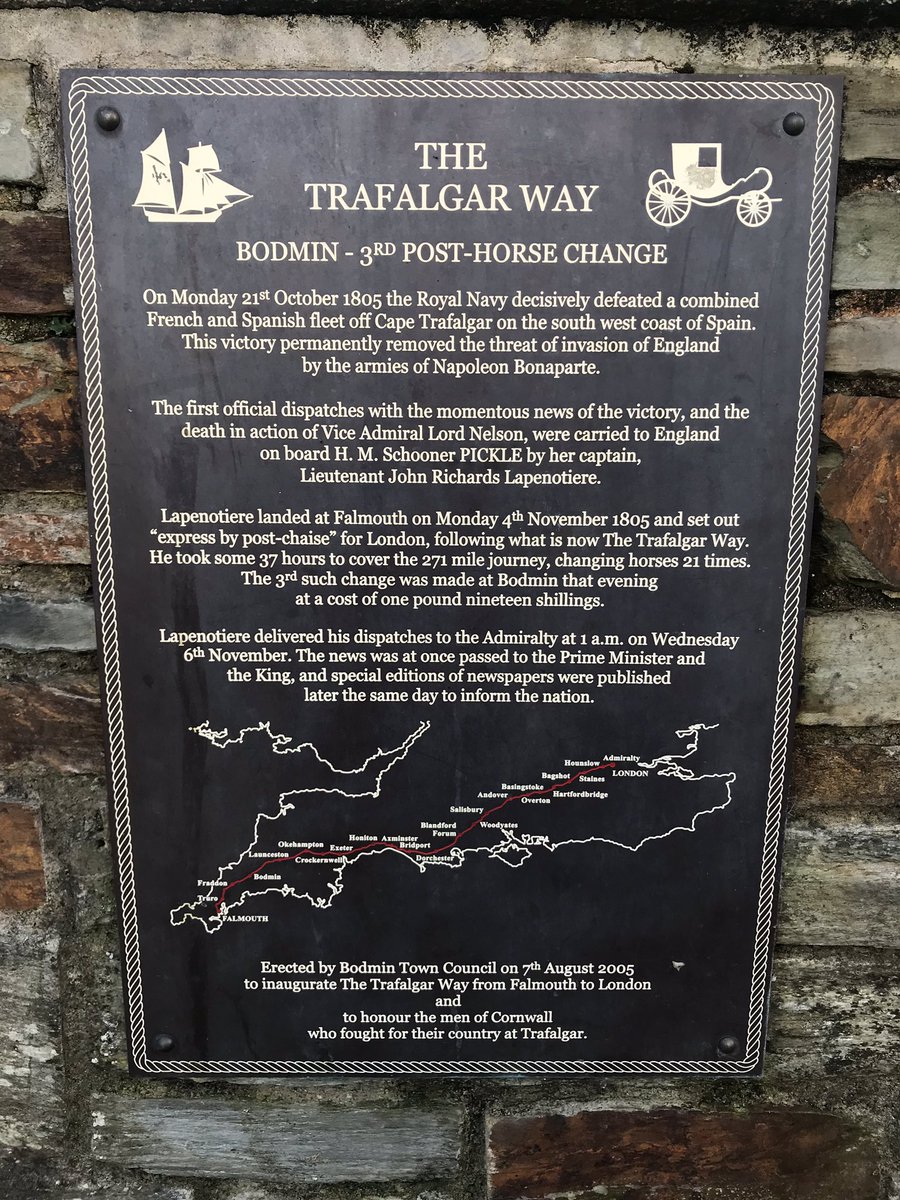 THE
TRAFALGAR WAY
BODMIN - 3RD POST-HORSE CHANGE
On Monday 21st October 1805 the Royal Navy decisively defeated a combined
French and Spanish fleet off Cape Trafalgar on the south west coast of Spain.
This victory permanently removed the threat of invasion of England
by the armies of Napoleon Bonaparte.
The first official dispatches with the momentous news of the victory, and the
death in action of Vice Admiral Lord Nelson, were carried to England
on board H. M. Schooner PICKLE by her captain,
Lieutenant John Richards Lapenotiere.
Lapenotiere landed at Falmouth on Monday 4th November 1805 and set out
“express by post-chaise” for London, following what is now The Trafalgar Way.
He took some 37 hours to cover the 271 mile journey, changing horses 21 times.
The 3rd such change was made at Bodmin that evening
at a cost of one pound nineteen shillings.
Lapenotiere delivered his dispatches to the Admiralty at 1 a.m. on Wednesday
6th November. The news was at once passed to the Prime Minister and
the King, and special editions of newspapers were published
later the same day to inform the nation.
Admiralty
Hounslow
LONDON
Bagshot
Staines
Basingstoke
Hartfordbridge
Andover
Overton
Salisbury
Blandford
Forum
Woodyates
Honiton
Axminster
Okehampton
Exeter
Bridport
Launceston
Crockernwell
Dorchester
Bodmin
Fraddon
Truro
FALMOUTH
Erected by Bodmin Town Council on 7th August 2005
to inaugurate The Trafalgar Way from Falmouth to London
and
to honour the men of Cornwall
who fought for their country at Trafalgar.